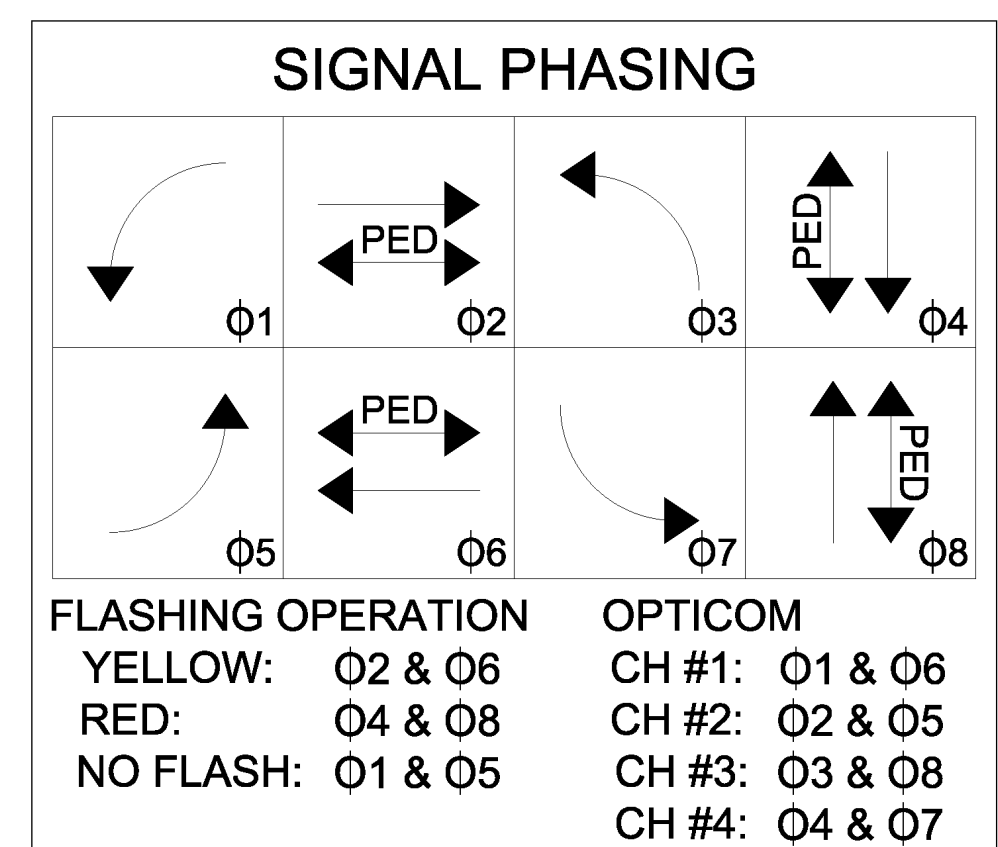 SIGNAL PHASING
PED
PED
ϕ1
ϕ2
ϕ3
ϕ4
PED
PED
ϕ5
ϕ6
ϕ7
ϕ8
FLASHING OPERATION
YELLOW: ϕ2 & ϕ6
RED: ϕ4 & ϕ8
NO FLASH: ϕ1 & ϕ5
OPTICOM
CH #1: ϕ1 & ϕ6
CH #2: ϕ2 & ϕ5
CH #3: ϕ3 & ϕ8
CH #4: ϕ4 & ϕ7